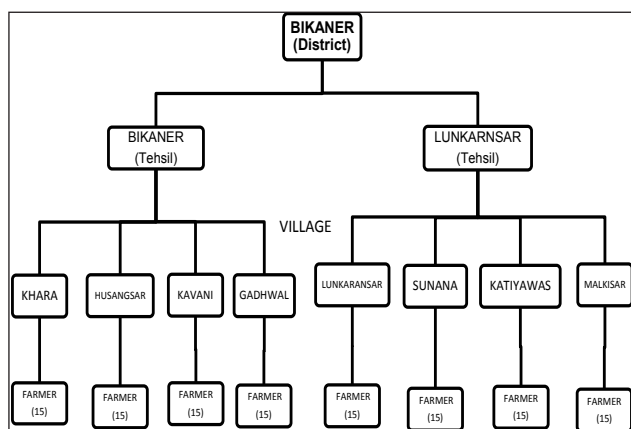 BIKANER
(District)
BIKANER
(Tehsil)
LUNKARNSAR
(Tehsil)
VILLAGE
KHARA
HUSANGSAR
KAVANI
GADHWAL
LUNKARANSAR
SUNANA
KATIYAWAS
MALKISAR
FARMER
(15)
FARMER
(15)
FARMER
(15)
FARMER
(15)
FARMER
(15)
FARMER
(15)
FARMER
(15)
FARMER
(15)